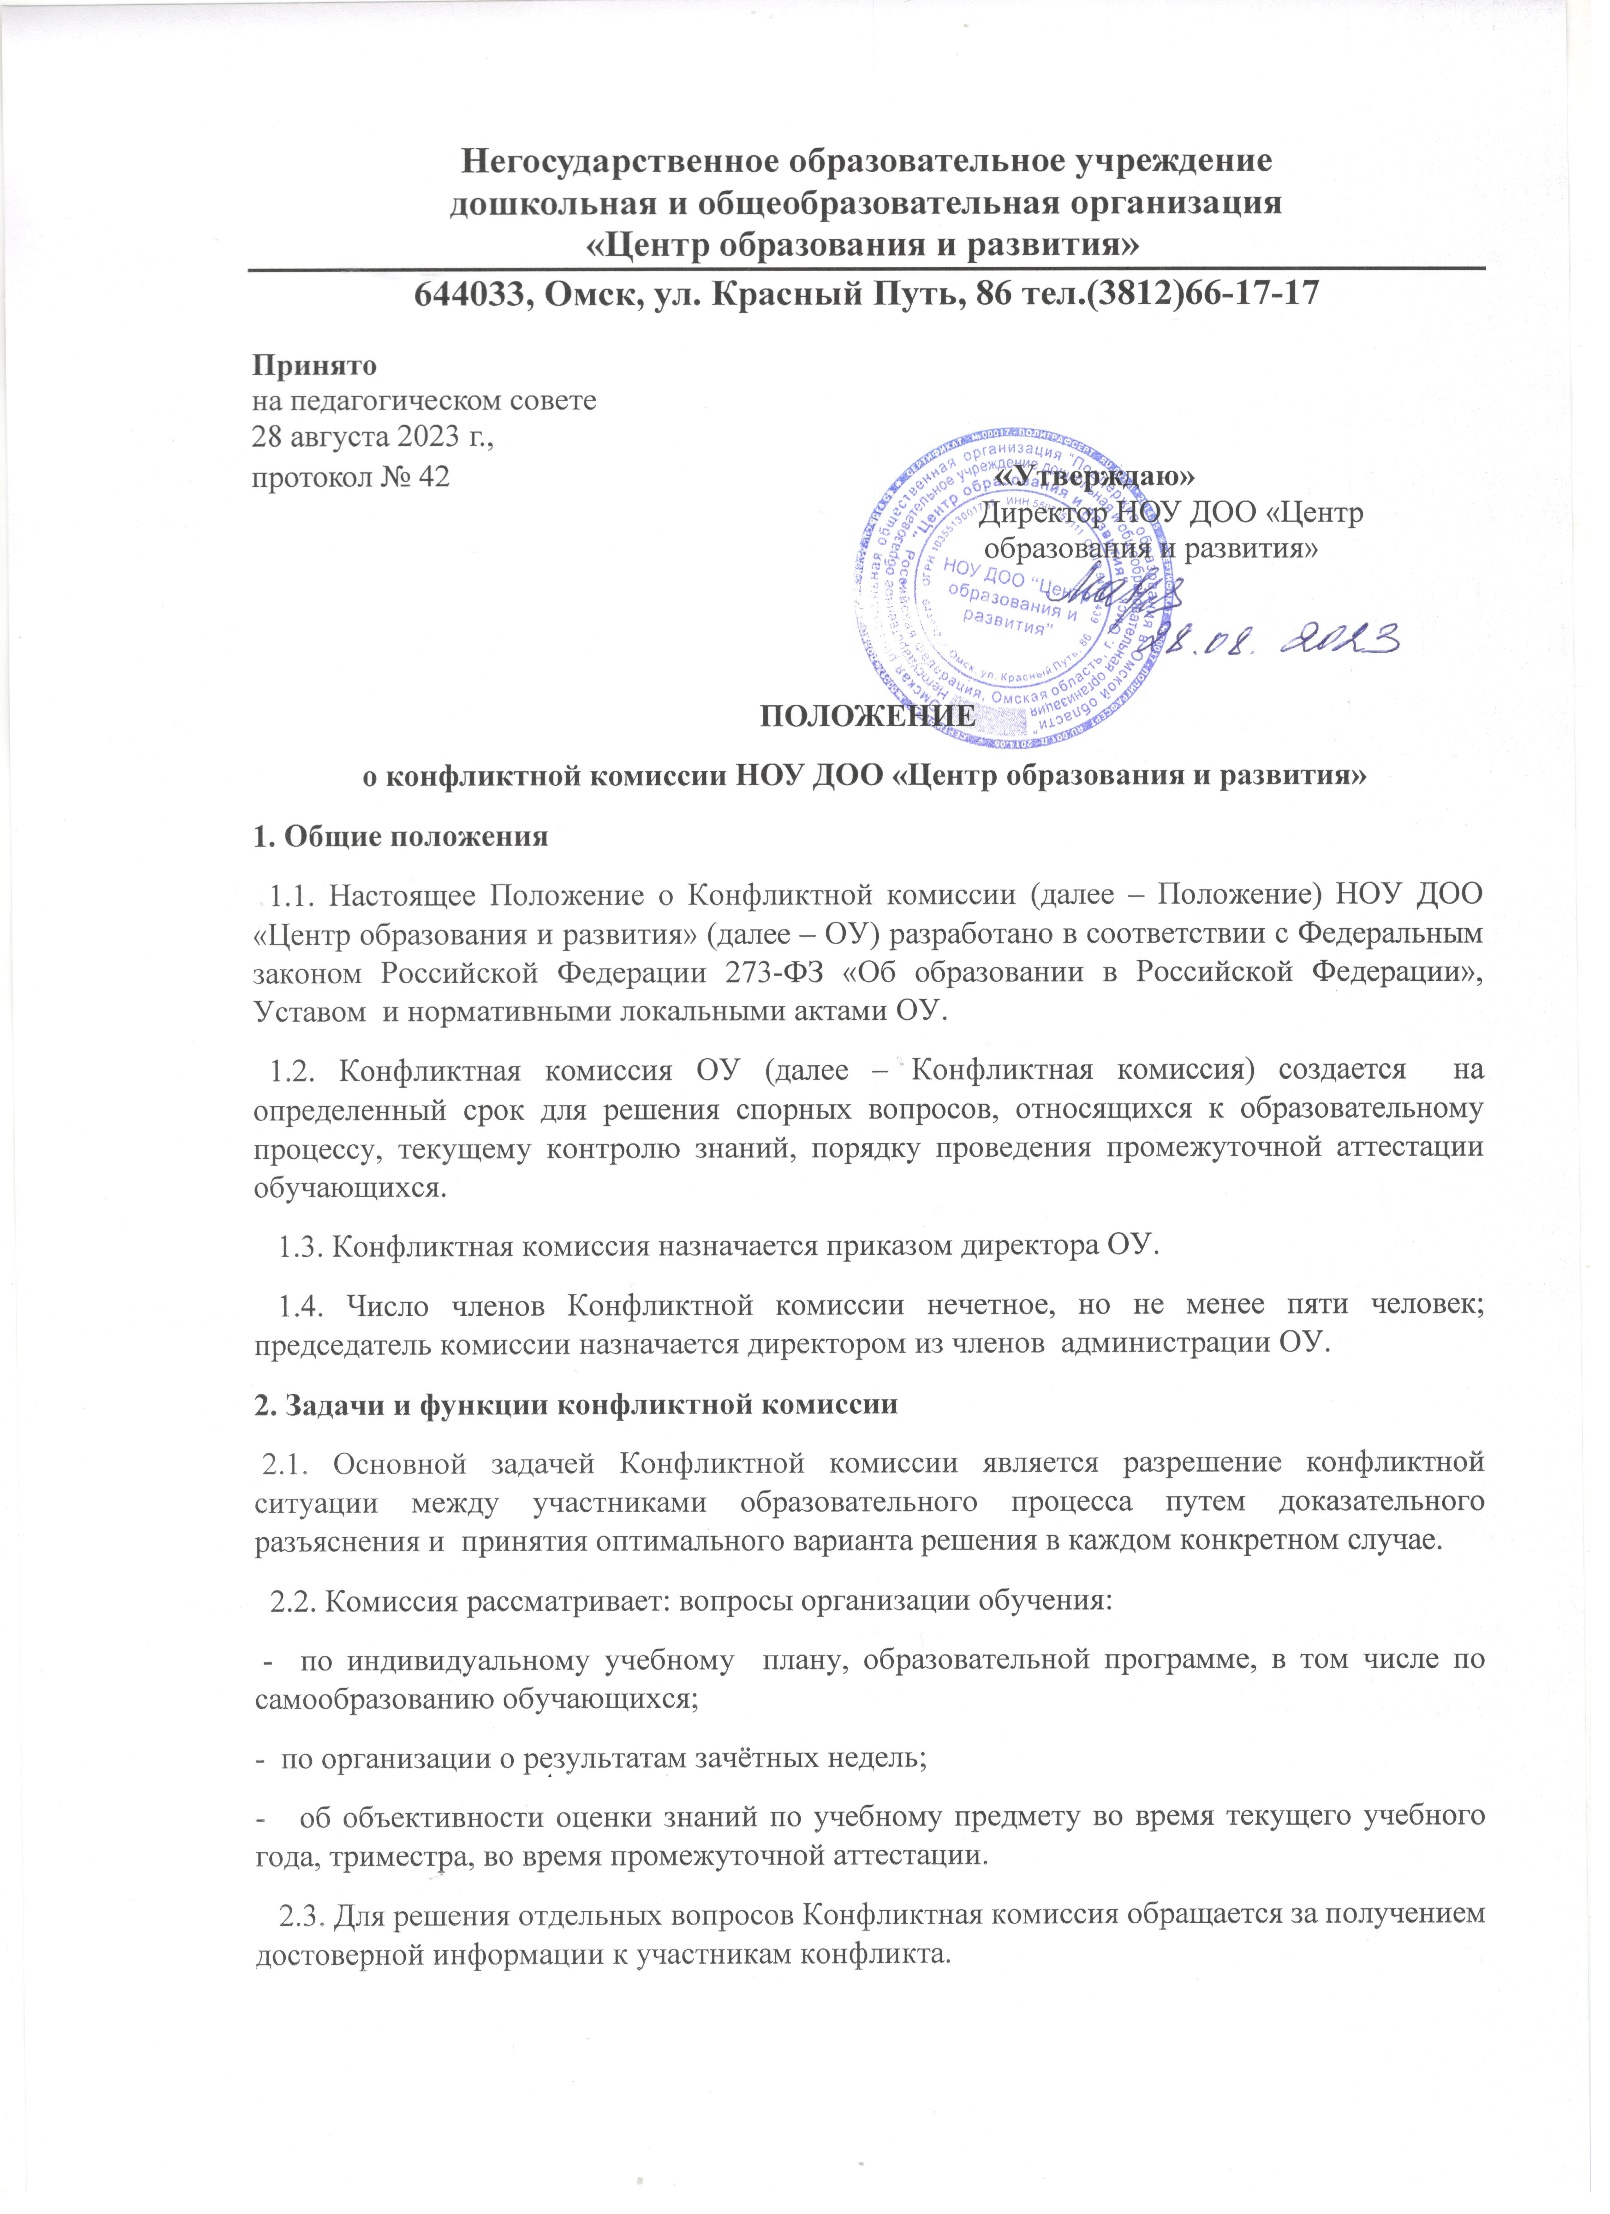 Негосударственное образовательное учреждение
дошкольная и общеобразовательная организация
«Центр образования и развития»
644033, Омск, ул. Красный Путь, 86 тел.(3812)66-17-17
Принято
на педагогическом совете
28 августа 2023 г.,
протокол № 42
«Утверждаю»
Директор НОУ ДОО «Центр
образования и развития»
28.08. 2023
НОУ ДОО "Центр
образования и
развития"
ПОЛОЖЕНИЕ
о конфликтной комиссии НОУ ДОО «Центр образования и развития»
1. Общие положения
1.1. Настоящее Положение о Конфликтной комиссии (далее – Положение) НОУ ДОО
«Центр образования и развития» (далее – ОУ) разработано в соответствии с Федеральным
законом Российской Федерации 273-ФЗ «Об образовании в Российской Федерации»,
Уставом и нормативными локальными актами ОУ.
1.2. Конфликтная комиссия ОУ (далее – Конфликтная комиссия) создается на
определенный срок для решения спорных вопросов, относящихся к образовательному
процессу, текущему контролю знаний, порядку проведения промежуточной аттестации
обучающихся.
1.3. Конфликтная комиссия назначается приказом директора ОУ.
1.4. Число членов Конфликтной комиссии нечетное, но не менее пяти человек;
председатель комиссии назначается директором из членов администрации ОУ.
2. Задачи и функции конфликтной комиссии
2.1. Основной задачей Конфликтной комиссии является разрешение конфликтной
ситуации между участниками образовательного процесса путем доказательного
разъяснения и принятия оптимального варианта решения в каждом конкретном случае.
2.2. Комиссия рассматривает: вопросы организации обучения:
- по индивидуальному учебному плану, образовательной программе, в том числе по
самообразованию обучающихся;
- по организации о результатам зачётных недель;
- об объективности оценки знаний по учебному предмету во время текущего учебного
года, триместра, во время промежуточной аттестации.
2.3. Для решения отдельных вопросов Конфликтная комиссия обращается за получением
достоверной информации к участникам конфликта.